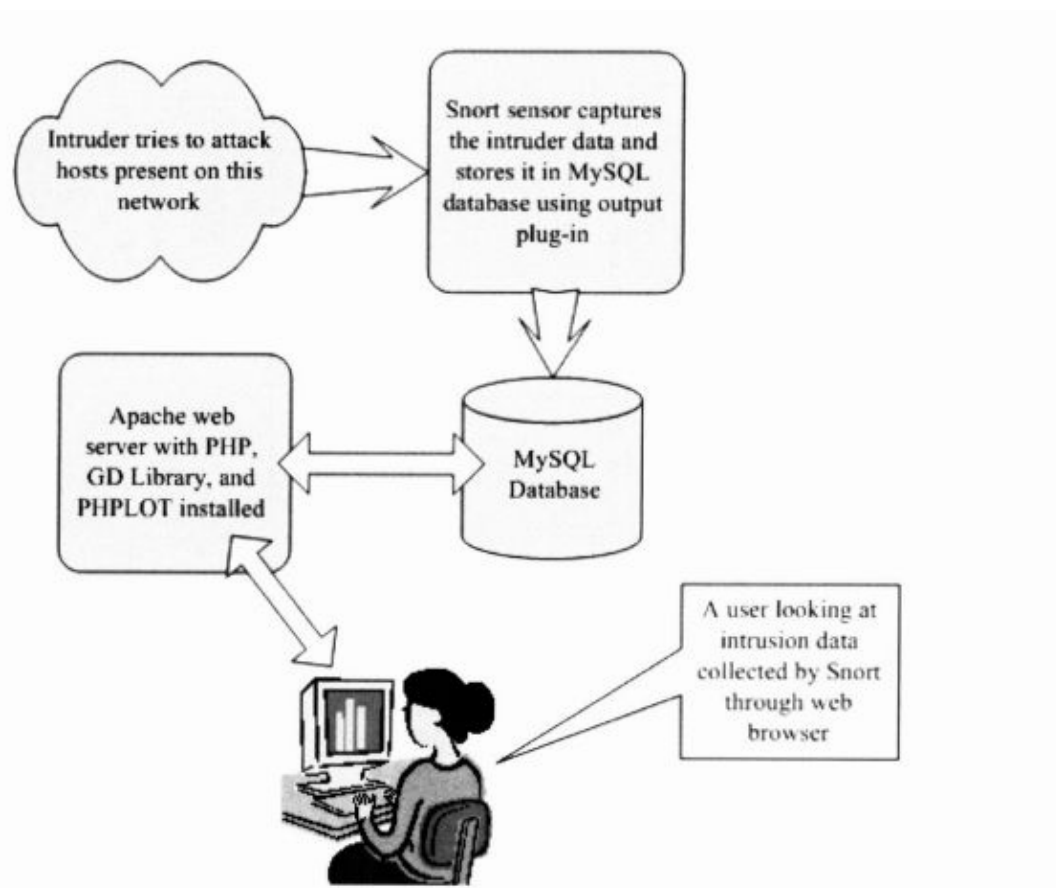 Intruder tries to attack
hosts present on this
network
Snort sensor captures
the intruder data and
stores it in MySQL
database using output
plug-in
Apache web
server with PHP,
GD Library, and
PHPLOT installed
MySQL
Database
A user looking at
intrusion data
collected by Snort
through web
browser